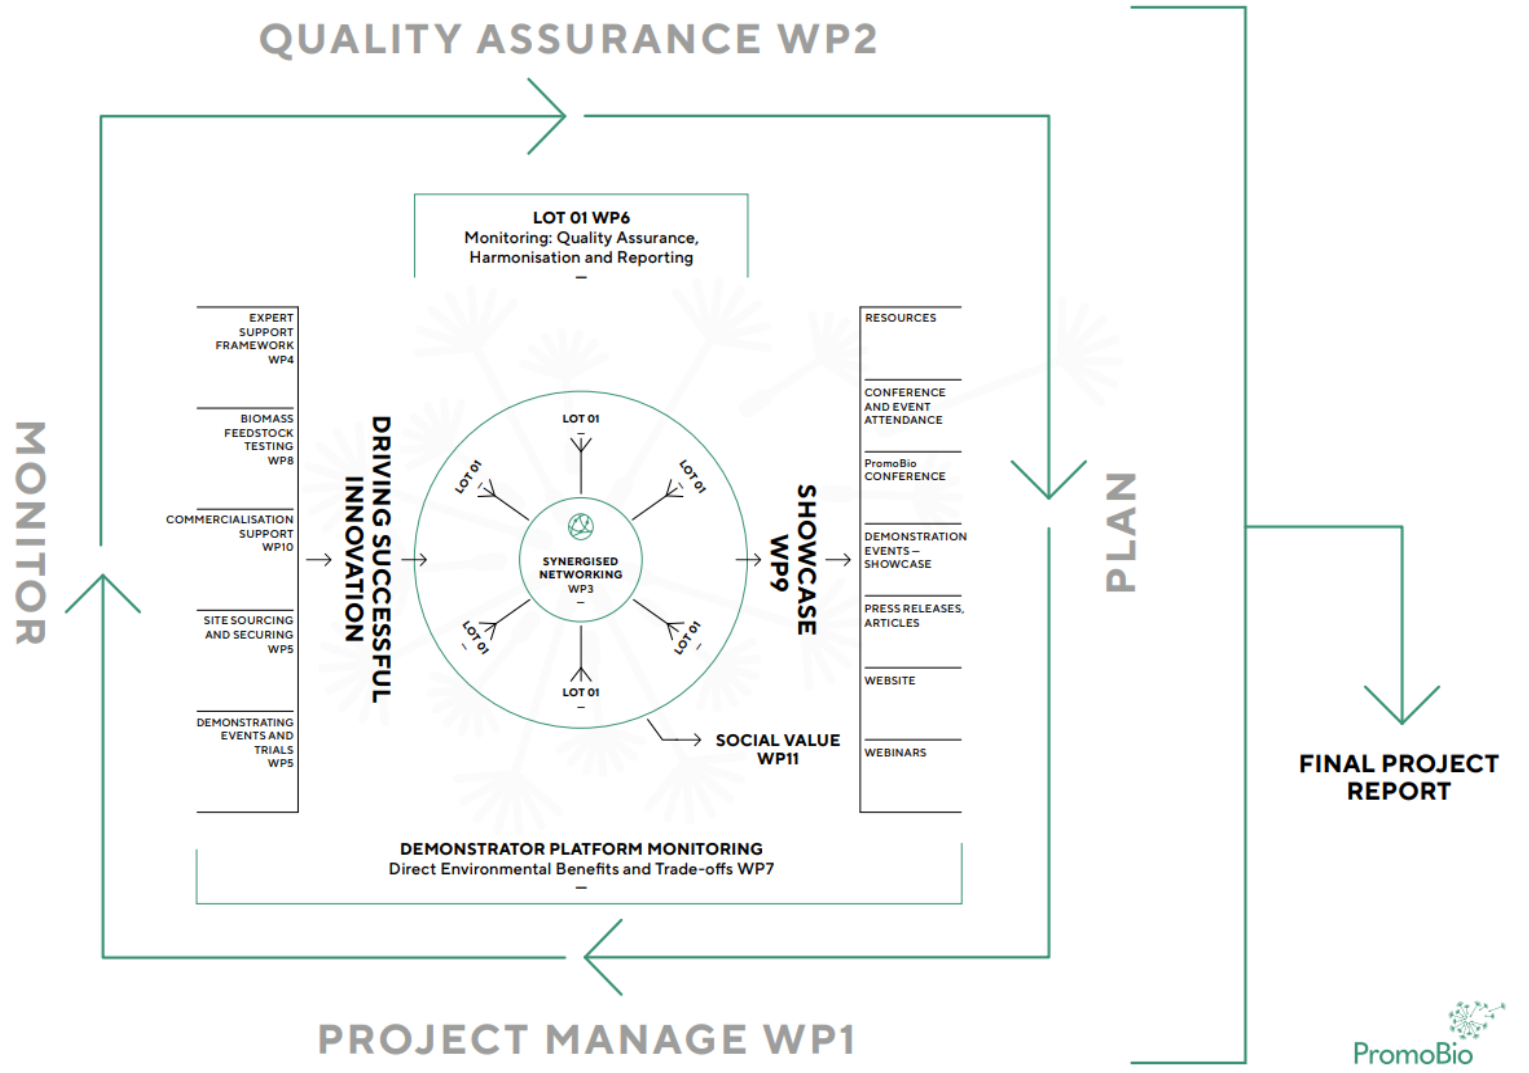 QUALITY ASSURANCE WP2
LOT 01 WP6
Monitoring: Quality Assurance,
Harmonisation and Reporting
–
MONITOR
EXPERT
SUPPORT
FRAMEWORK
WP4
BIOMASS
FEEDSTOCK
TESTING
WP8
COMMERCIALISATION
SUPPORT
WP10
SITE SOURCING
AND SECURING
WP5
DEMONSTRATING
EVENTS AND
TRIALS
WP5
DRIVING SUCCESSFUL
INNOVATION
LOT 01
–
LOT 01
–
LOT 01
–
SYNERGISED
NETWORKING
WP3
–
LOT 01
–
LOT 01
–
LOT 01
–
SHOWCASE
WP9
SOCIAL VALUE
WP11
RESOURCES
CONFERENCE
AND EVENT
ATTENDANCE
PromoBio
CONFERENCE
DEMONSTRATION
EVENTS –
SHOWCASE
PRESS RELEASES,
ARTICLES
WEBSITE
WEBINARS
PLAN
DEMONSTRATOR PLATFORM MONITORING
Direct Environmental Benefits and Trade-offs WP7
–
PROJECT MANAGE WP1
FINAL PROJECT
REPORT
PromoBio